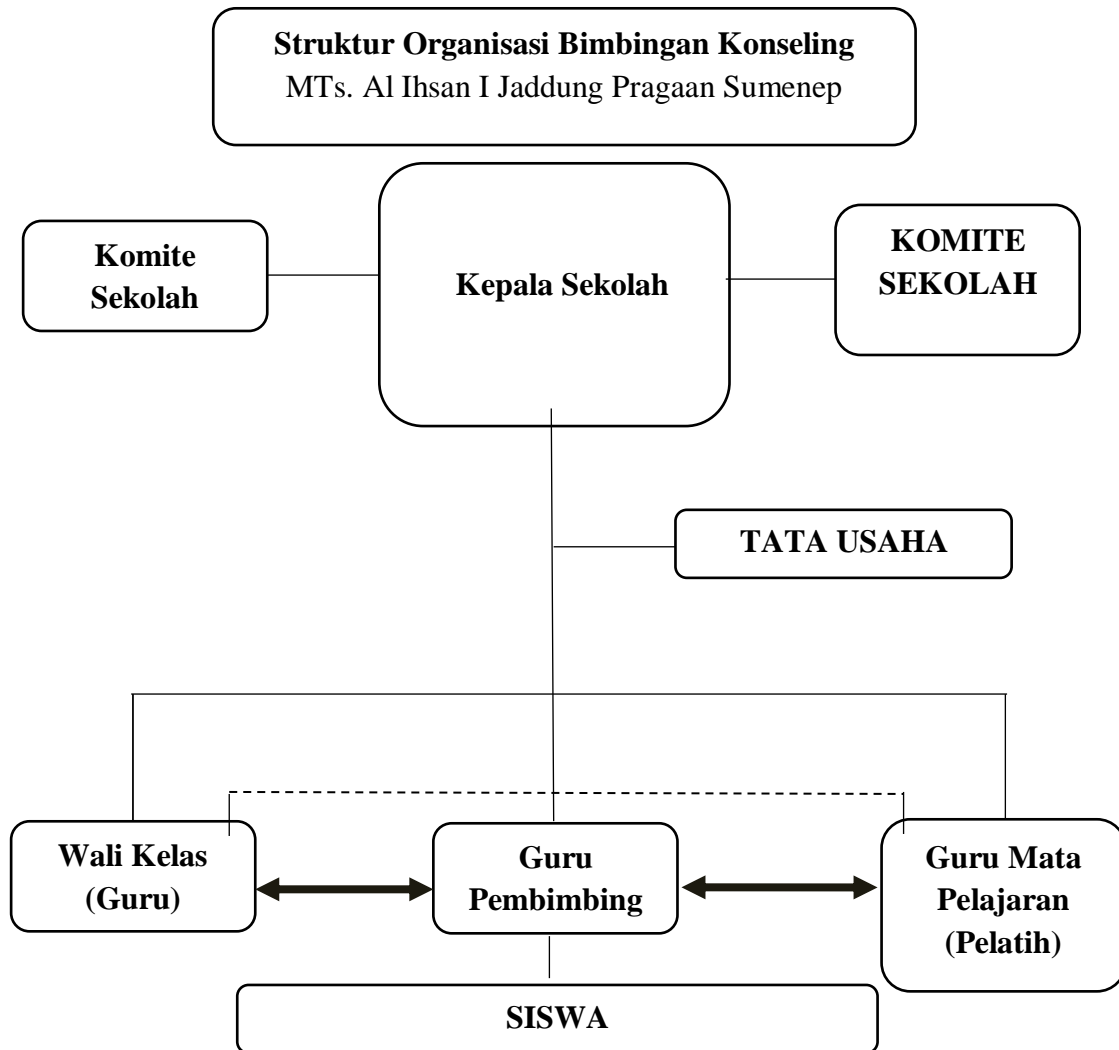 Struktur Organisasi Bimbingan Konseling
MTs. Al Ihsan I Jaddung Pragaan Sumenep
Komite
Sekolah
Kepala Sekolah
KOMITE
SEKOLAH
TATA USAHA
Wali Kelas
(Guru)
Guru
Pembimbing
Guru Mata
Pelajaran
(Pelatih)
SISWA